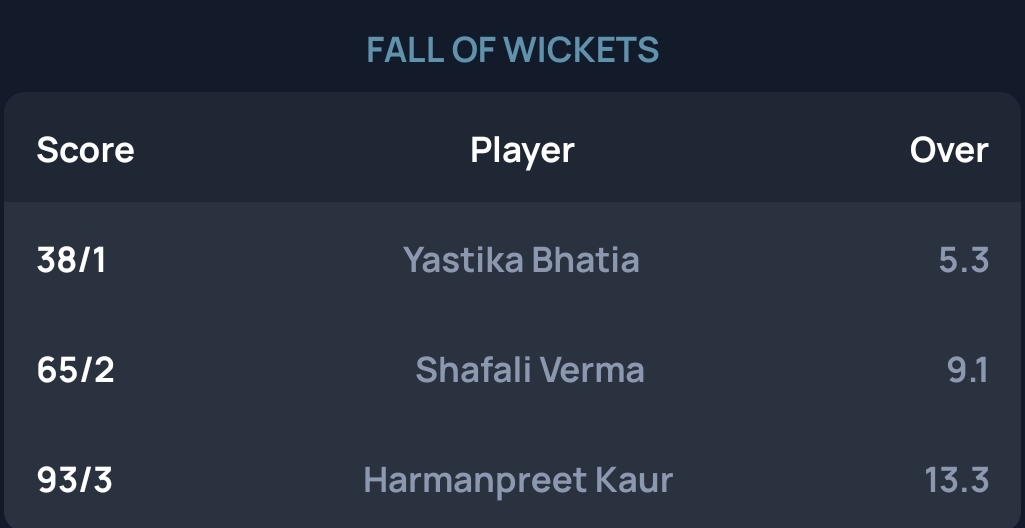 FALL OF WICKETS
Score Player Over
38/1 Yastika Bhatia 5.3
65/2 Shafali Verma 9.1
93/3 Harmanpreet Kaur 13.3